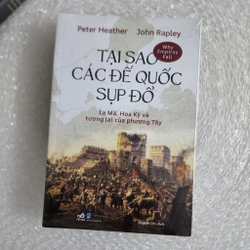 Peter Heather John Rapley
Why
Empires
Fall
TẠI SAO
CÁC ĐẾ QUỐC
SỤP ĐỔ
La Mã, Hoa Kỳ và
tương lai của phương Tây